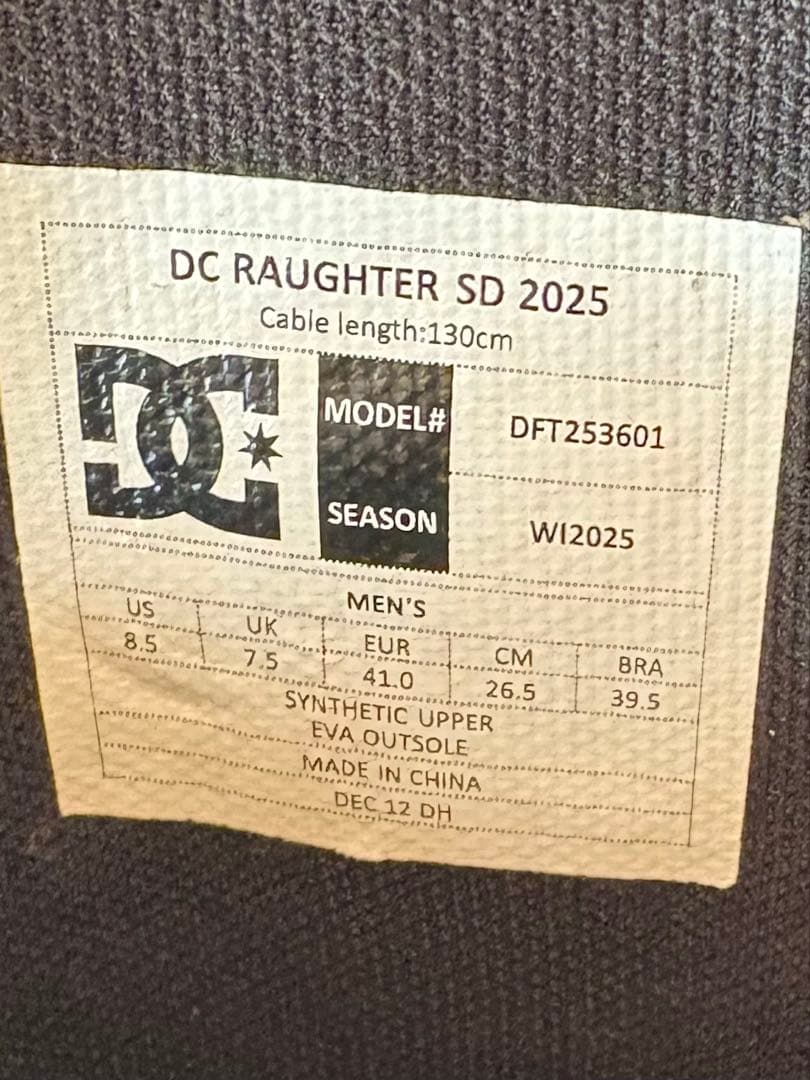 DC RAUGHTER SD 2025
Cable length:130cm
DC
MODEL# DFT253601
SEASON WI2025
MEN'S
US UK EUR CM BRA
8.5 7.5 41.0 26.5 39.5
SYNTHETIC UPPER
EVA OUTSOLE
MADE IN CHINA
DEC 12 DH